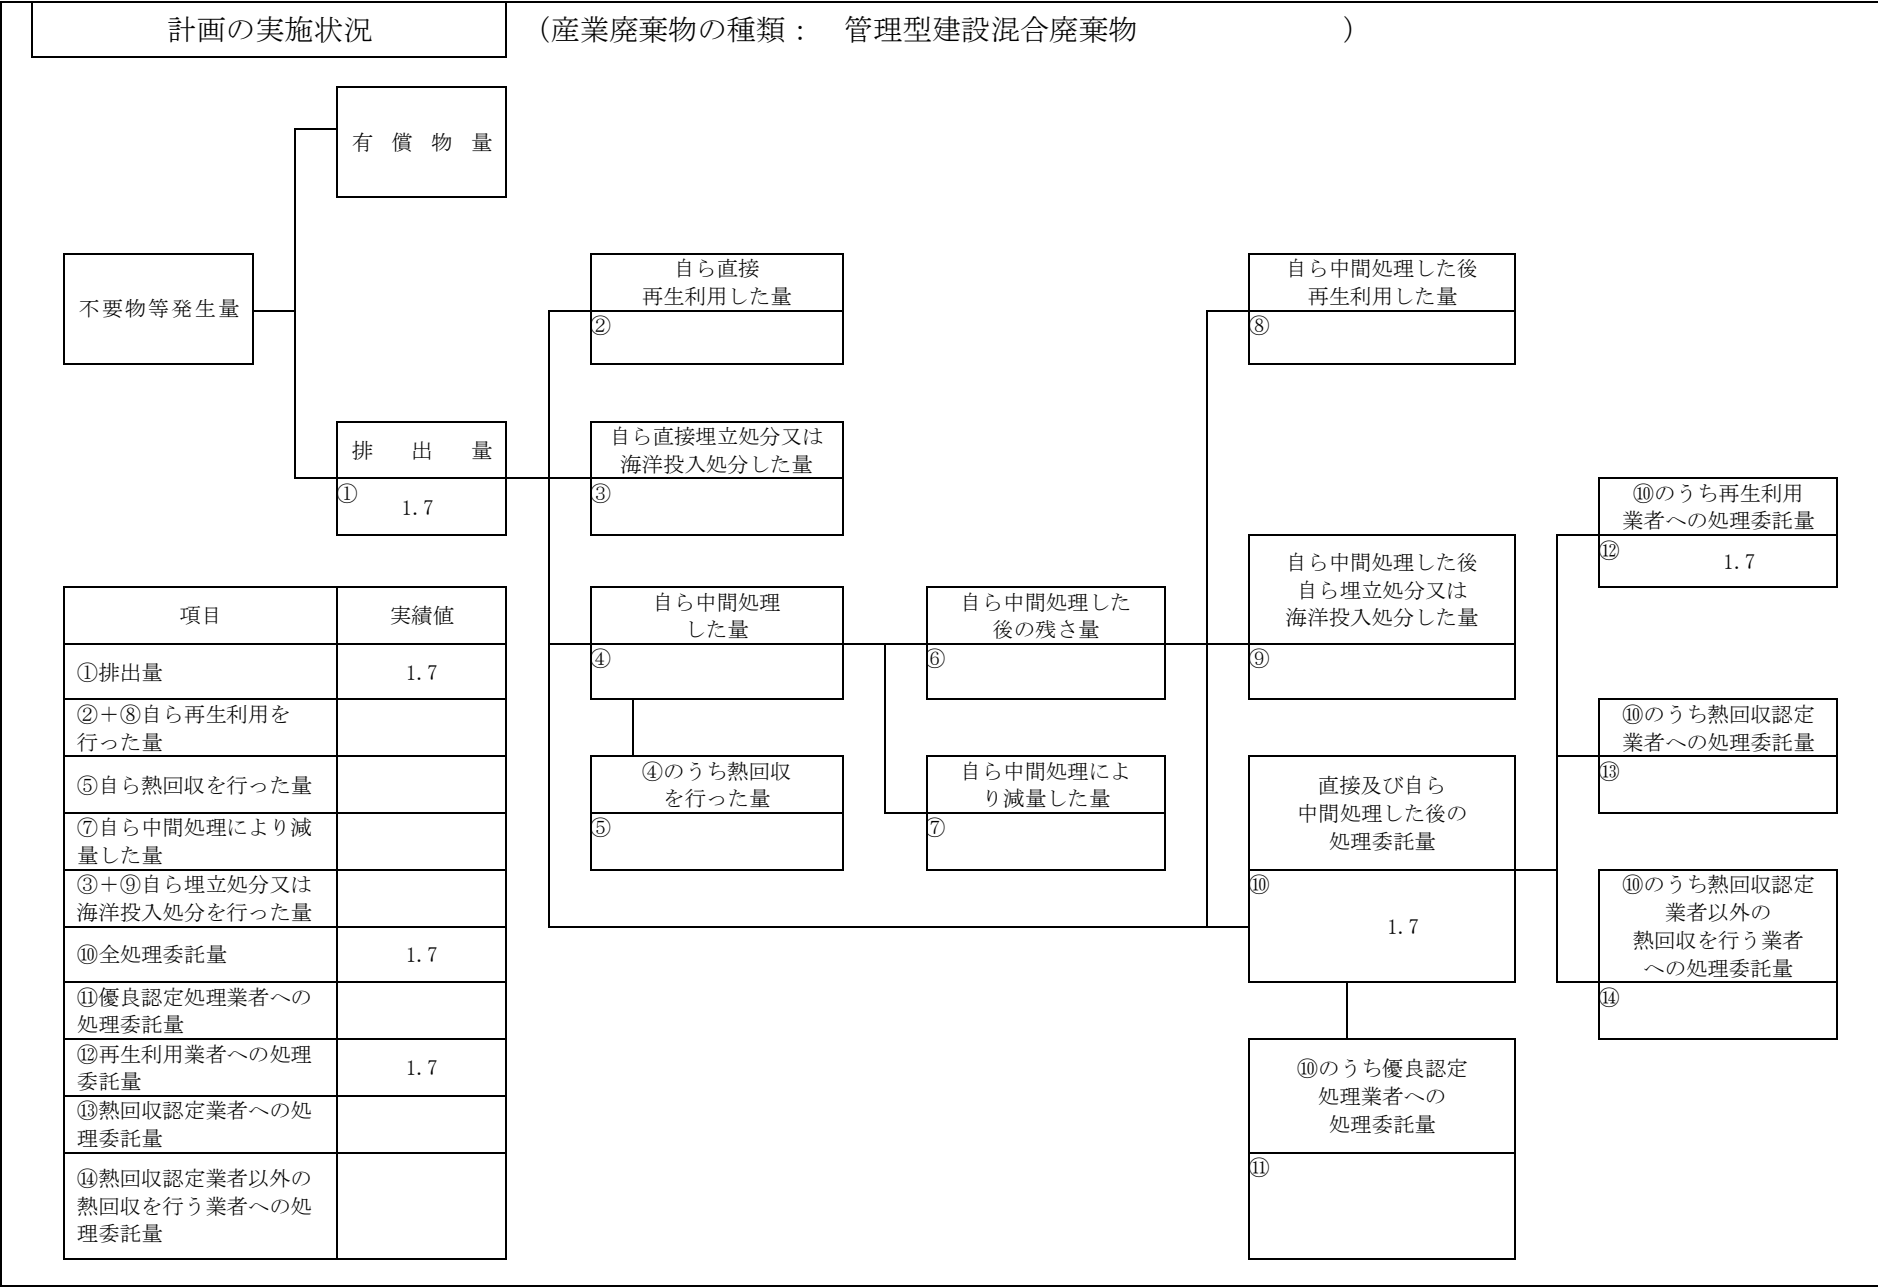 計画の実施状況
(産業廃棄物の種類： 管理型建設混合廃棄物 )
有償物量
不要物等発生量
排出量
①
1.7
自ら直接
再生利用した量
②
自ら直接埋立処分又は
海洋投入処分した量
③
自ら中間処理
した量
④
④のうち熱回収
を行った量
⑤
自ら中間処理した
後の残さ量
⑥
自ら中間処理によ
り減量した量
⑦
自ら中間処理した後
再生利用した量
⑧
自ら中間処理した後
自ら埋立処分又は
海洋投入処分した量
⑨
直接及び自ら
中間処理した後の
処理委託量
⑩
1.7
⑩のうち優良認定
処理業者への
処理委託量
⑪
⑩のうち再生利用
業者への処理委託量
⑫
1.7
⑩のうち熱回収認定
業者への処理委託量
⑬
⑩のうち熱回収認定
業者以外の
熱回収を行う業者
への処理委託量
⑭
項目 実績値
①排出量 1.7
②＋⑧自ら再生利用を
行った量
⑤自ら熱回収を行った量
⑦自ら中間処理により減
量した量
③＋⑨自ら埋立処分又は
海洋投入処分を行った量
⑩全処理委託量 1.7
⑪優良認定処理業者への
処理委託量
⑫再生利用業者への処理
委託量 1.7
⑬熱回収認定業者への処
理委託量
⑭熱回収認定業者以外の
熱回収を行う業者への処
理委託量